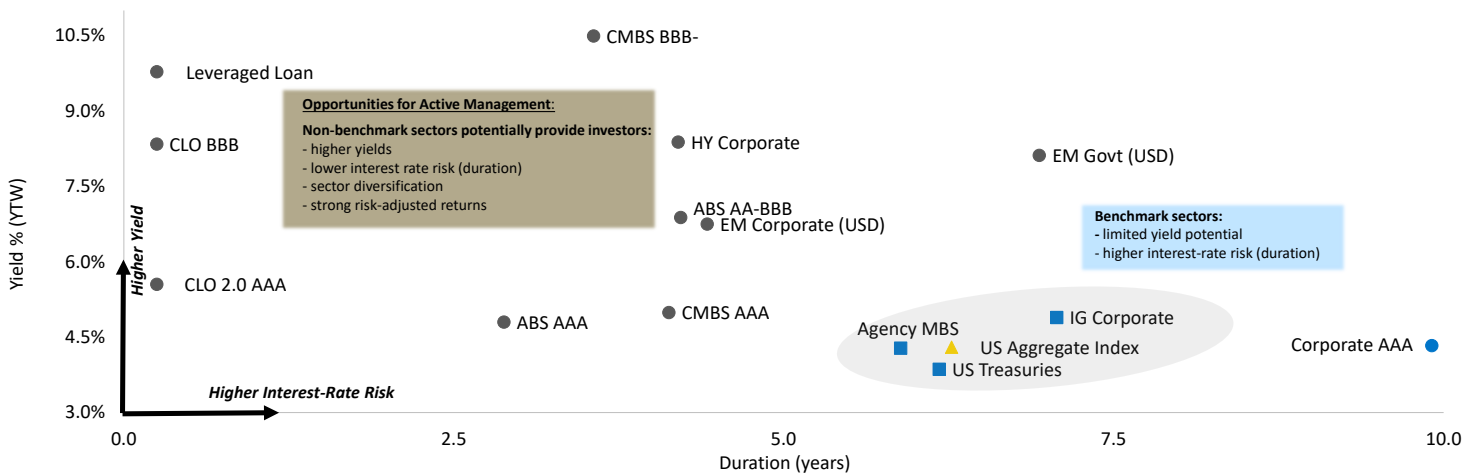 10.5%
CMBS BBB-
Leveraged Loan
Opportunities for Active Management:
9.0%
Non-benchmark sectors potentially provide investors:
- higher yields
- lower interest rate risk (duration)
- sector diversification
- strong risk-adjusted returns
CLO BBB
HY Corporate
EM Govt (USD)
7.5%
ABS AA-BBB
EM Corporate (USD)
Benchmark sectors:
- limited yield potential
- higher interest-rate risk (duration)
Yield % (YTW)
Higher Yield
6.0%
CLO 2.0 AAA
ABS AAA
CMBS AAA
IG Corporate
Agency MBS
4.5%
US Aggregate Index
Corporate AAA
US Treasuries
Higher Interest-Rate Risk
3.0%
0.0 2.5 5.0 7.5 10.0
Duration (years)